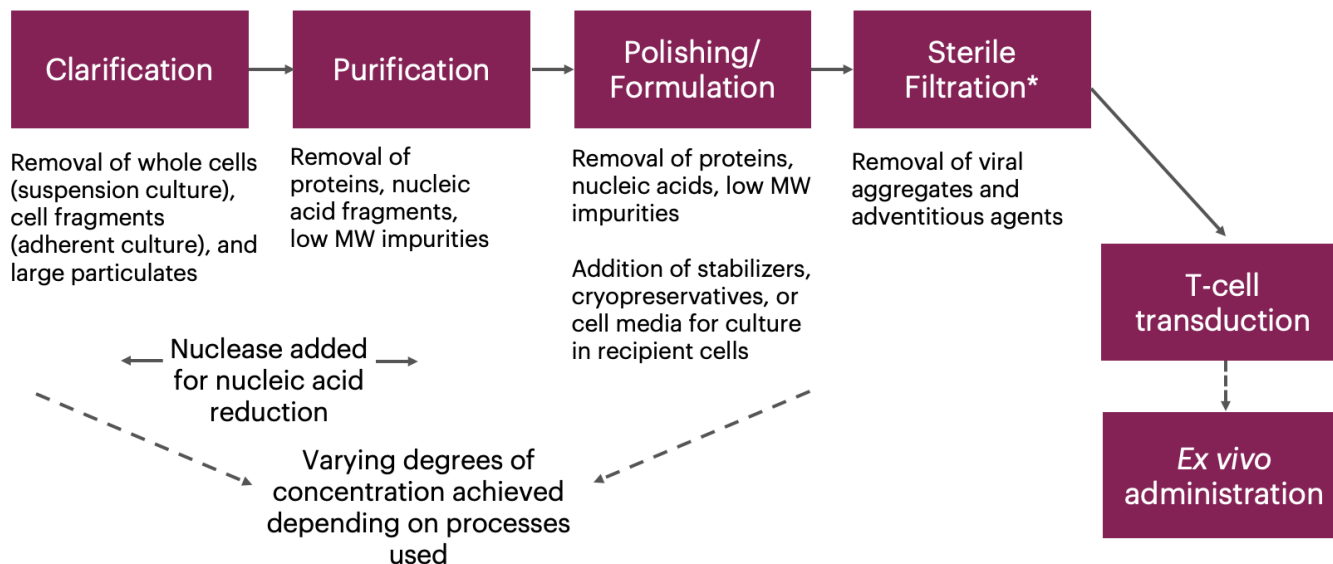 Clarification
Purification
Polishing/
Formulation
Sterile
Filtration*
Removal of whole cells
(suspension culture),
cell fragments
(adherent culture), and
large particulates
Removal of
proteins, nucleic
acid fragments,
low MW impurities
Removal of proteins,
nucleic acids, low MW
impurities
Addition of stabilizers,
cryopreservatives, or
cell media for culture
in recipient cells
Removal of viral
aggregates and
adventitious agents
Nuclease added
for nucleic acid
reduction
Varying degrees of
concentration achieved
depending on processes
used
T-cell
transduction
Ex vivo
administration